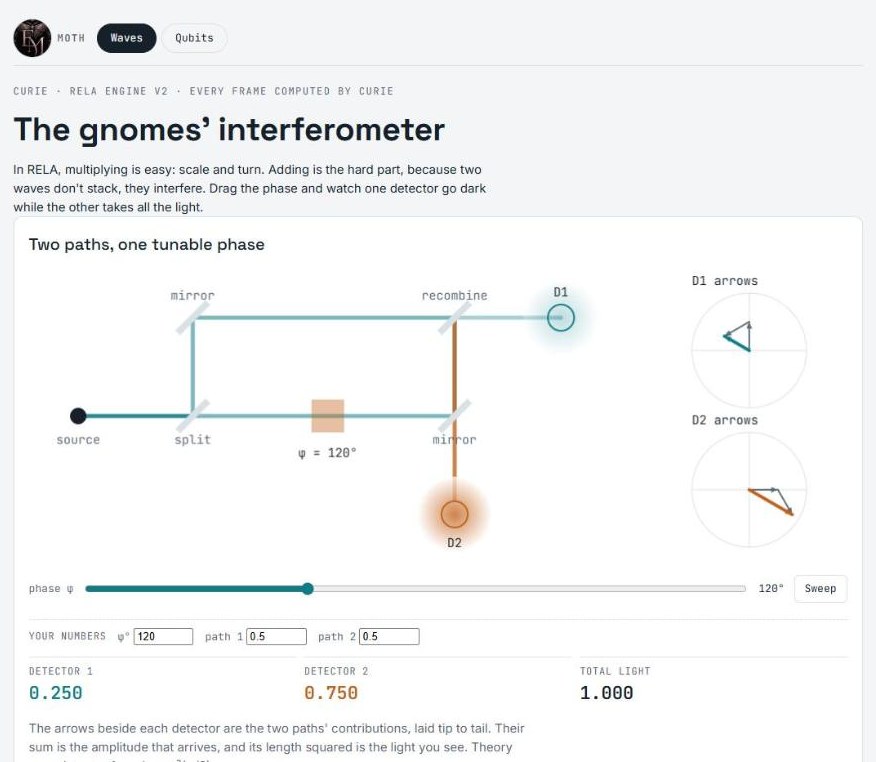 EM
MOTH
Waves
Qubits
CURIE · RELA ENGINE V2 · EVERY FRAME COMPUTED BY CURIE
The gnomes’ interferometer
In RELA, multiplying is easy: scale and turn. Adding is the hard part, because two
waves don't stack, they interfere. Drag the phase and watch one detector go dark
while the other takes all the light.
Two paths, one tunable phase
mirror
recombine
D1
D1 arrows
source
split
φ = 120°
mirror
D2 arrows
D2
phase φ
120°
Sweep
YOUR NUMBERS φ° 120 path 1 0.5 path 2 0.5
DETECTOR 1
0.250
DETECTOR 2
0.750
TOTAL LIGHT
1.000
The arrows beside each detector are the two paths' contributions, laid tip to tail. Their
sum is the amplitude that arrives, and its length squared is the light you see. Theory